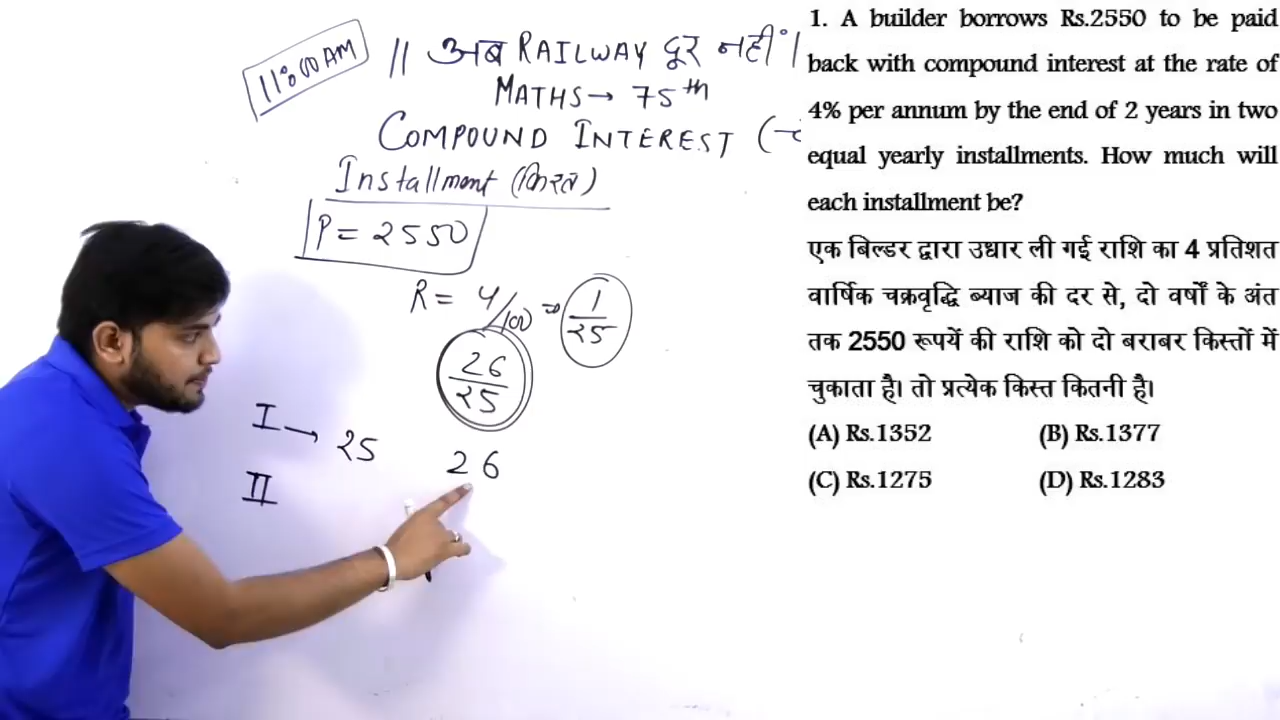 11:00 AM
|| अब RAILWAY दूर नहीं ||
MATHS → 75th
COMPOUND INTEREST
Installment (किस्त)
P = 2550
R = 4/100 ⇒ 1/25
26/25
I → 25 26
II
1. A builder borrows Rs.2550 to be paid
back with compound interest at the rate of
4% per annum by the end of 2 years in two
equal yearly installments. How much will
each installment be?
एक बिल्डर द्वारा उधार ली गई राशि का 4 प्रतिशत
वार्षिक चक्रवृद्धि ब्याज की दर से, दो वर्षों के अंत
तक 2550 रूपयें की राशि को दो बराबर किस्तों में
चुकाता है। तो प्रत्येक किस्त कितनी है।
(A) Rs.1352 (B) Rs.1377
(C) Rs.1275 (D) Rs.1283